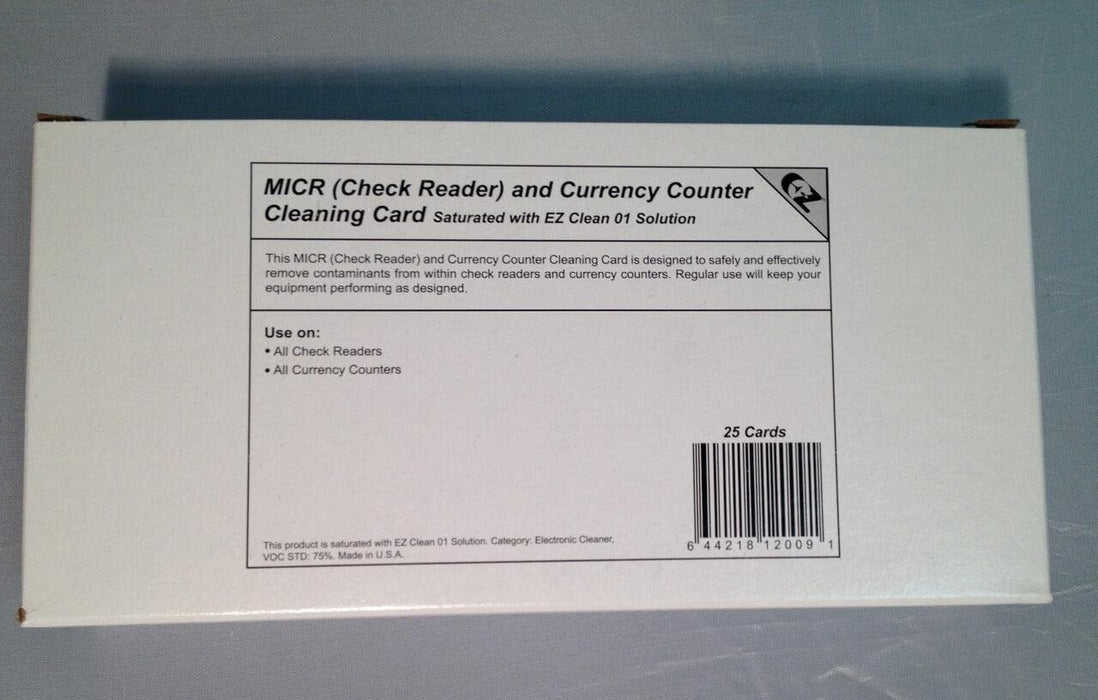 MICR (Check Reader) and Currency Counter
Cleaning Card Saturated with EZ Clean 01 Solution
EZ
This MICR (Check Reader) and Currency Counter Cleaning Card is designed to safely and effectively
remove contaminants from within check readers and currency counters. Regular use will keep your
equipment performing as designed.
Use on:
• All Check Readers
• All Currency Counters
25 Cards
6 44218 12009 1
This product is saturated with EZ Clean 01 Solution. Category: Electronic Cleaner,
VOC STD: 75%. Made in U.S.A.